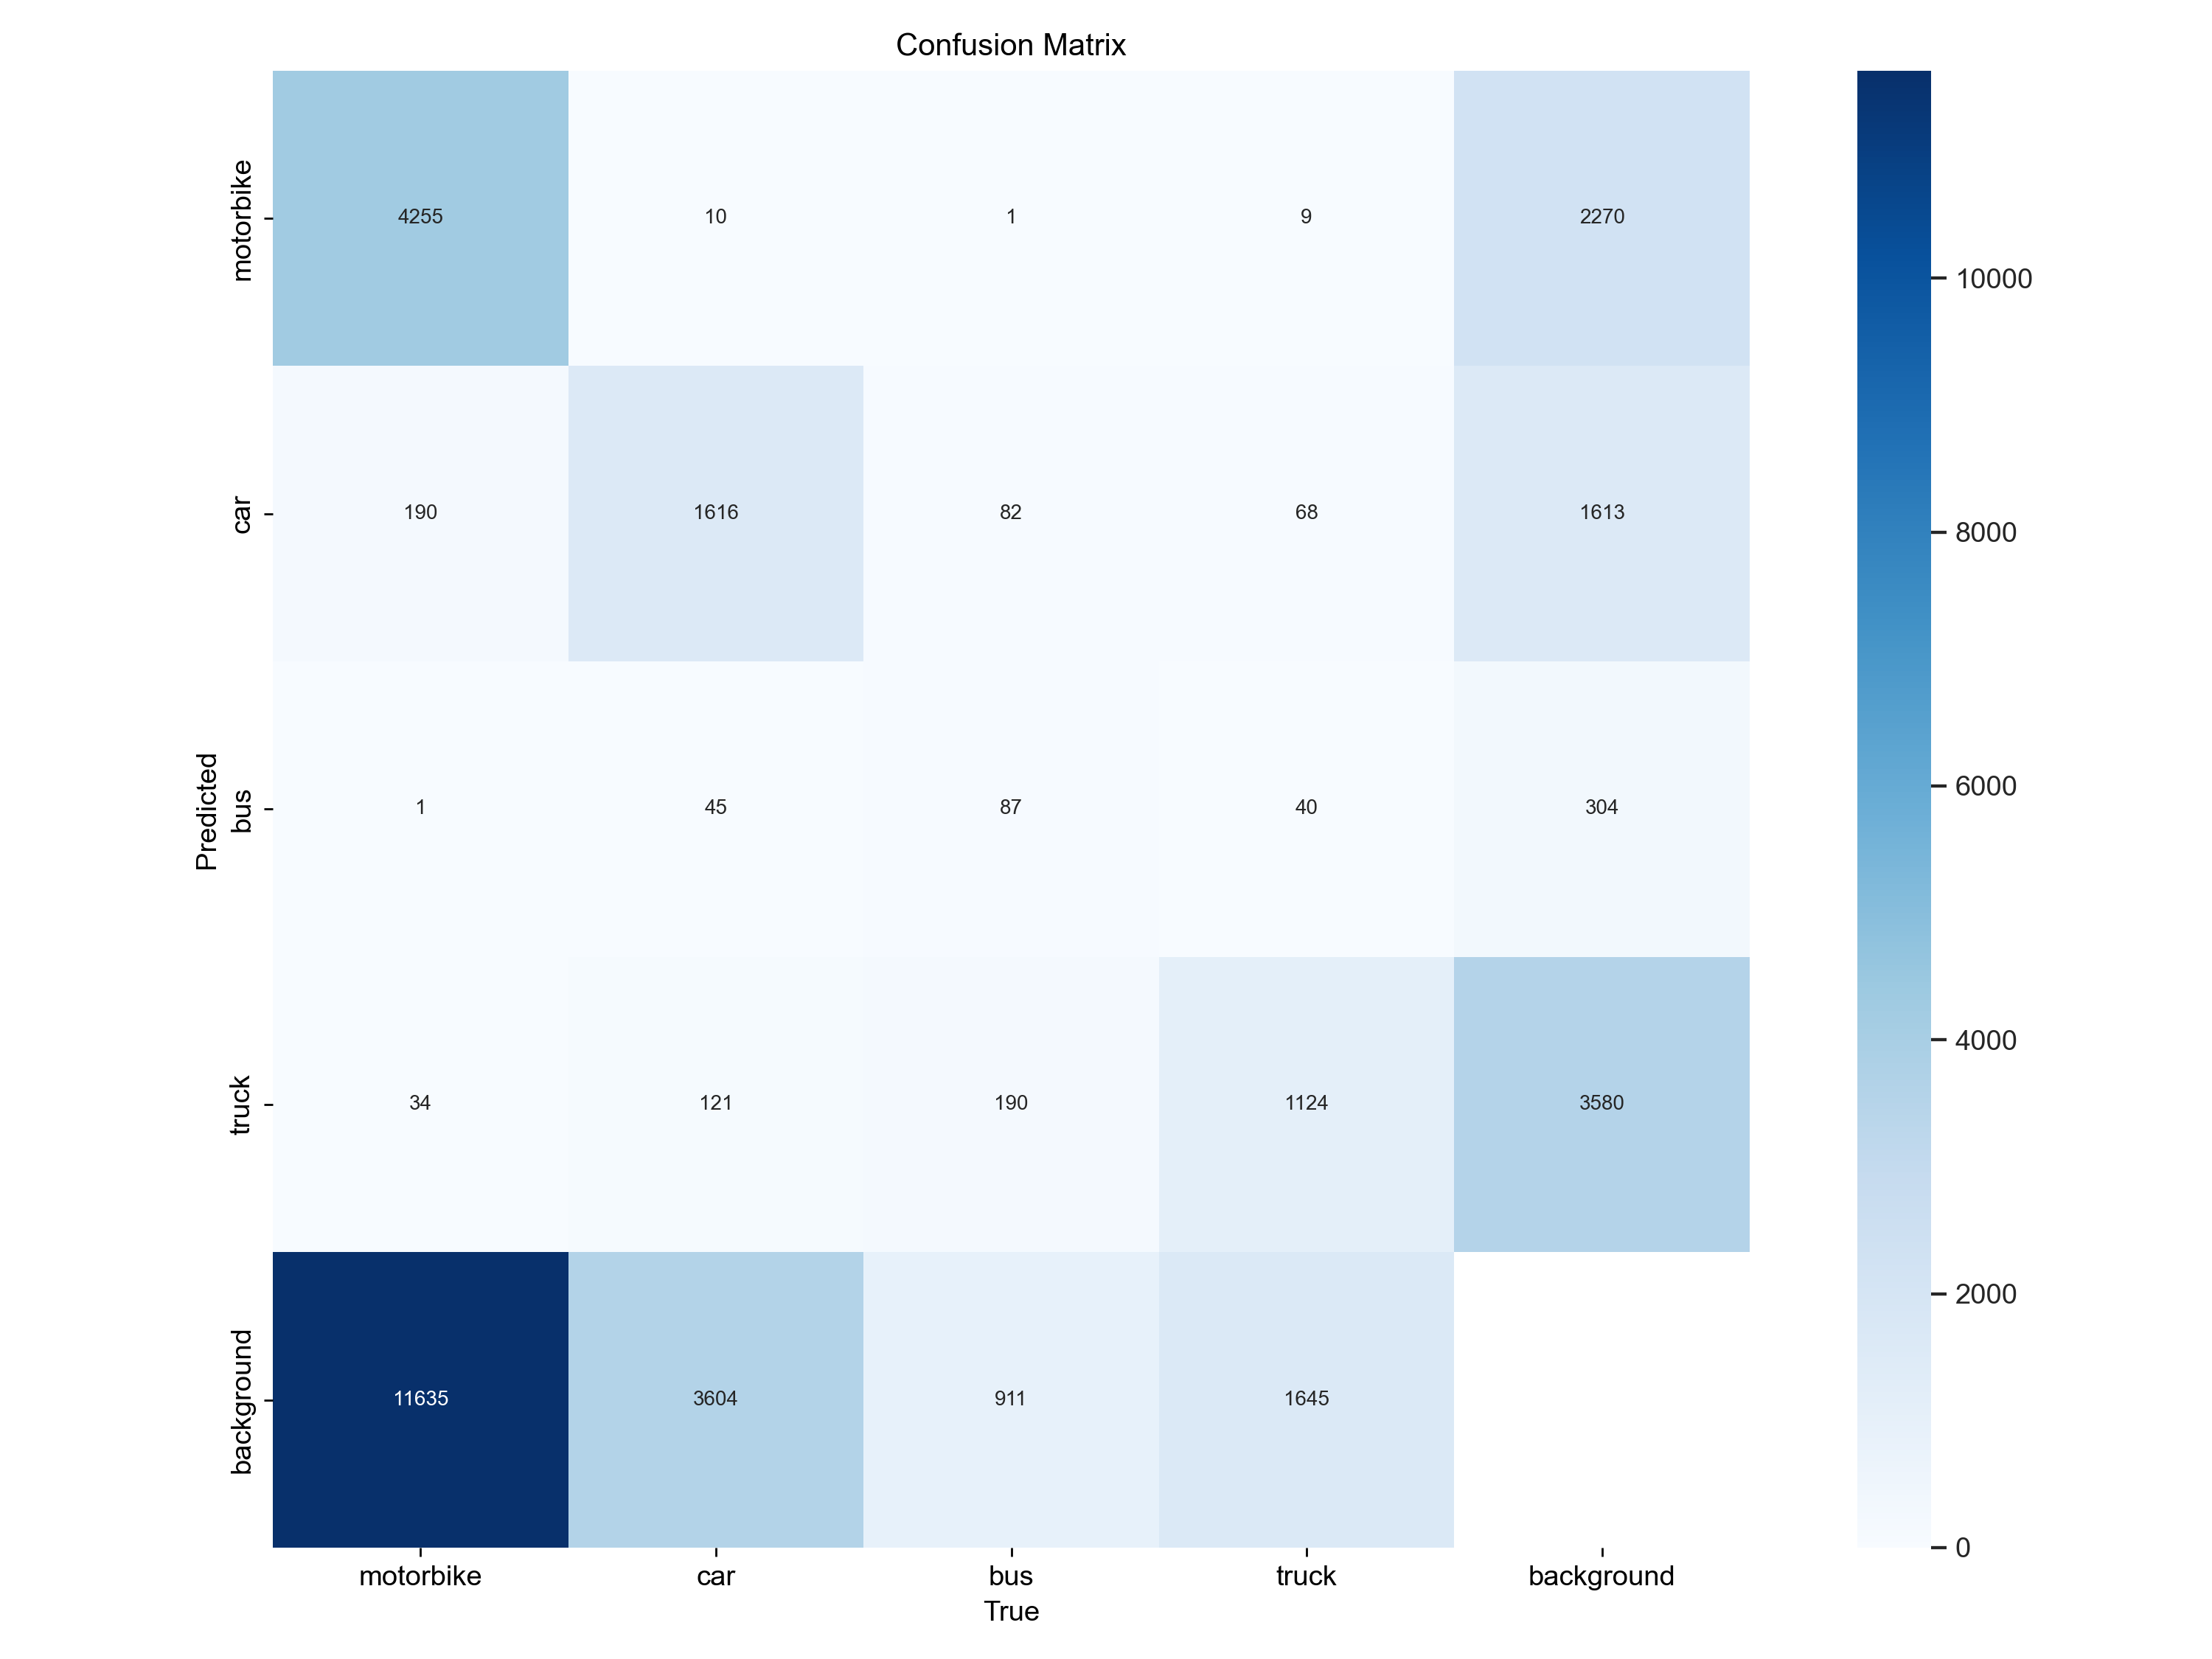 Confusion Matrix
motorbike
4255 10 1 9 2270
car
190 1616 82 68 1613
Predicted
bus
1 45 87 40 304
truck
34 121 190 1124 3580
background
11635 3604 911 1645
motorbike car bus truck background
True
10000
8000
6000
4000
2000
0